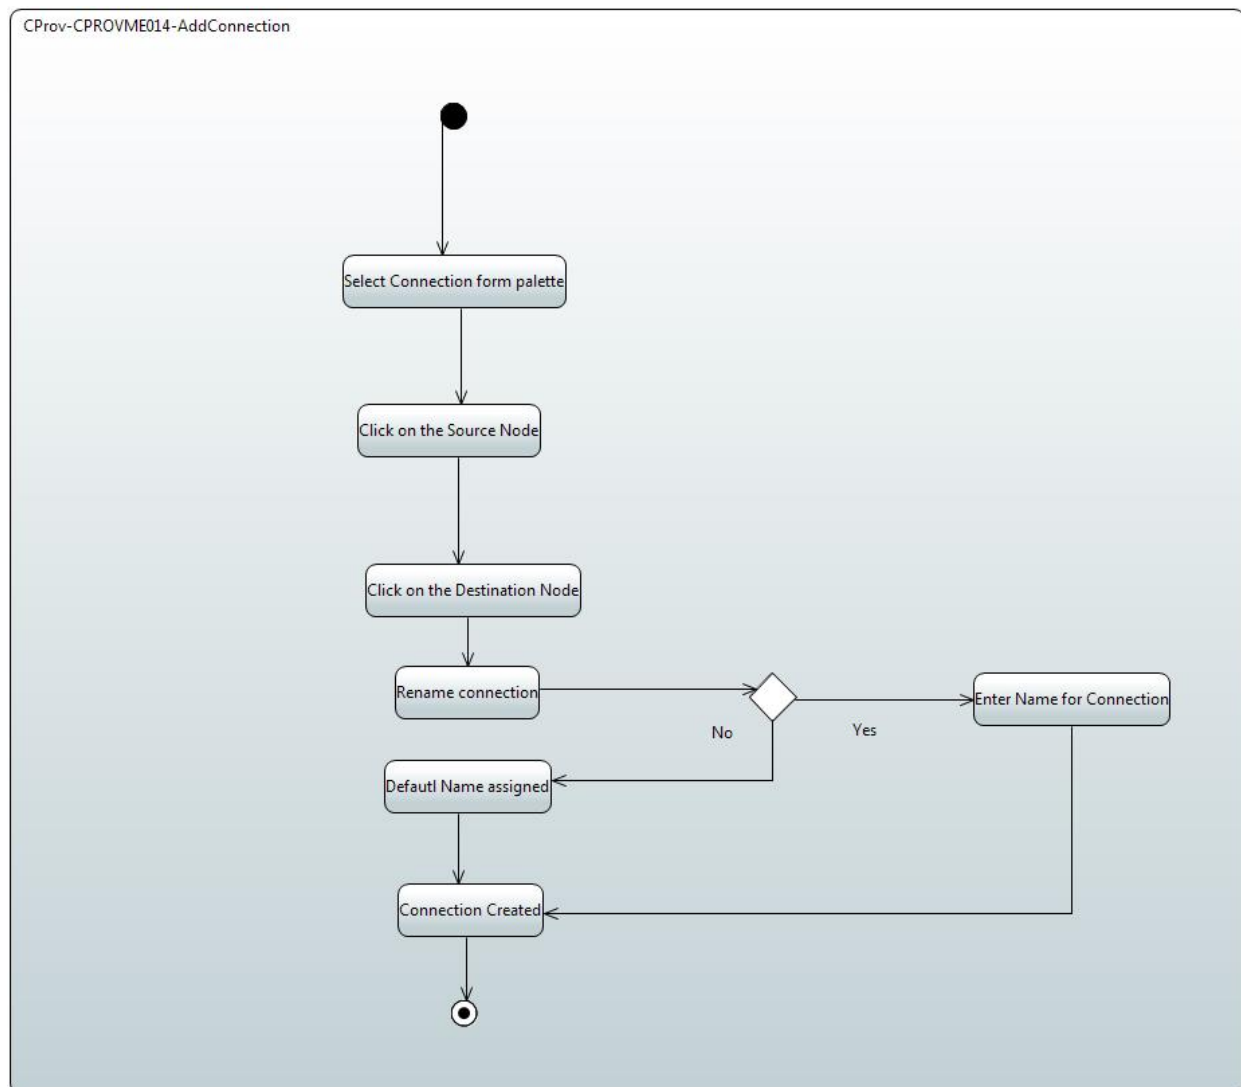 CProv-CPROVME014-AddConnection
Select Connection form palette
Click on the Source Node
Click on the Destination Node
Rename connection
Enter Name for Connection
No
Yes
Defautl Name assigned
Connection Created